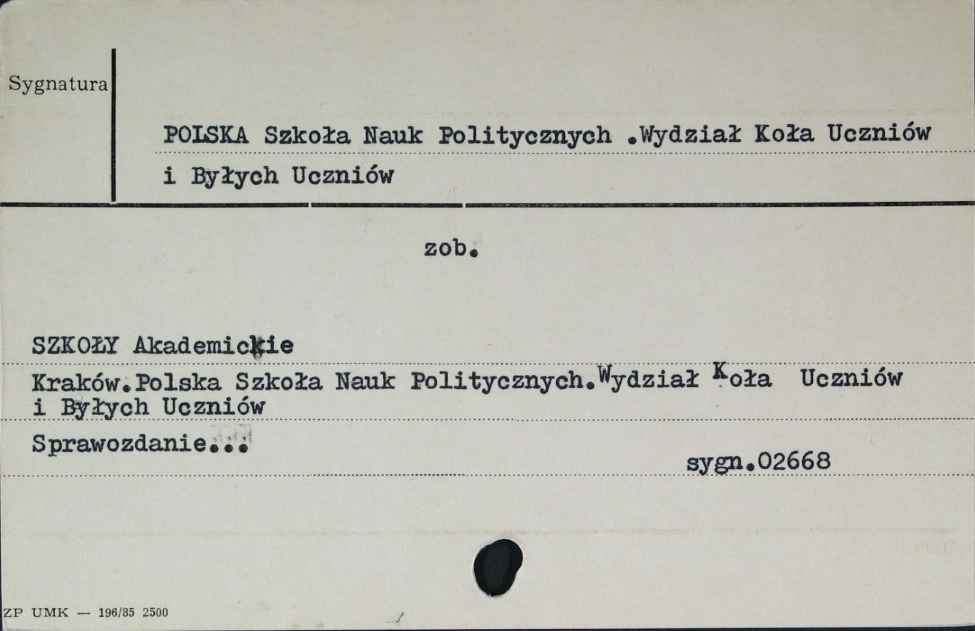 Sygnatura
POLSKA Szkoła Nauk Politycznych .Wydział Koła Uczniów
i Byłych Uczniów
zob.
SZKOŁY Akademickie
Kraków.Polska Szkoła Nauk Politycznych.Wydział Koła Uczniów
i Byłych Uczniów
Sprawozdanie...
sygn.02668
ZP UMK — 196/85 2500